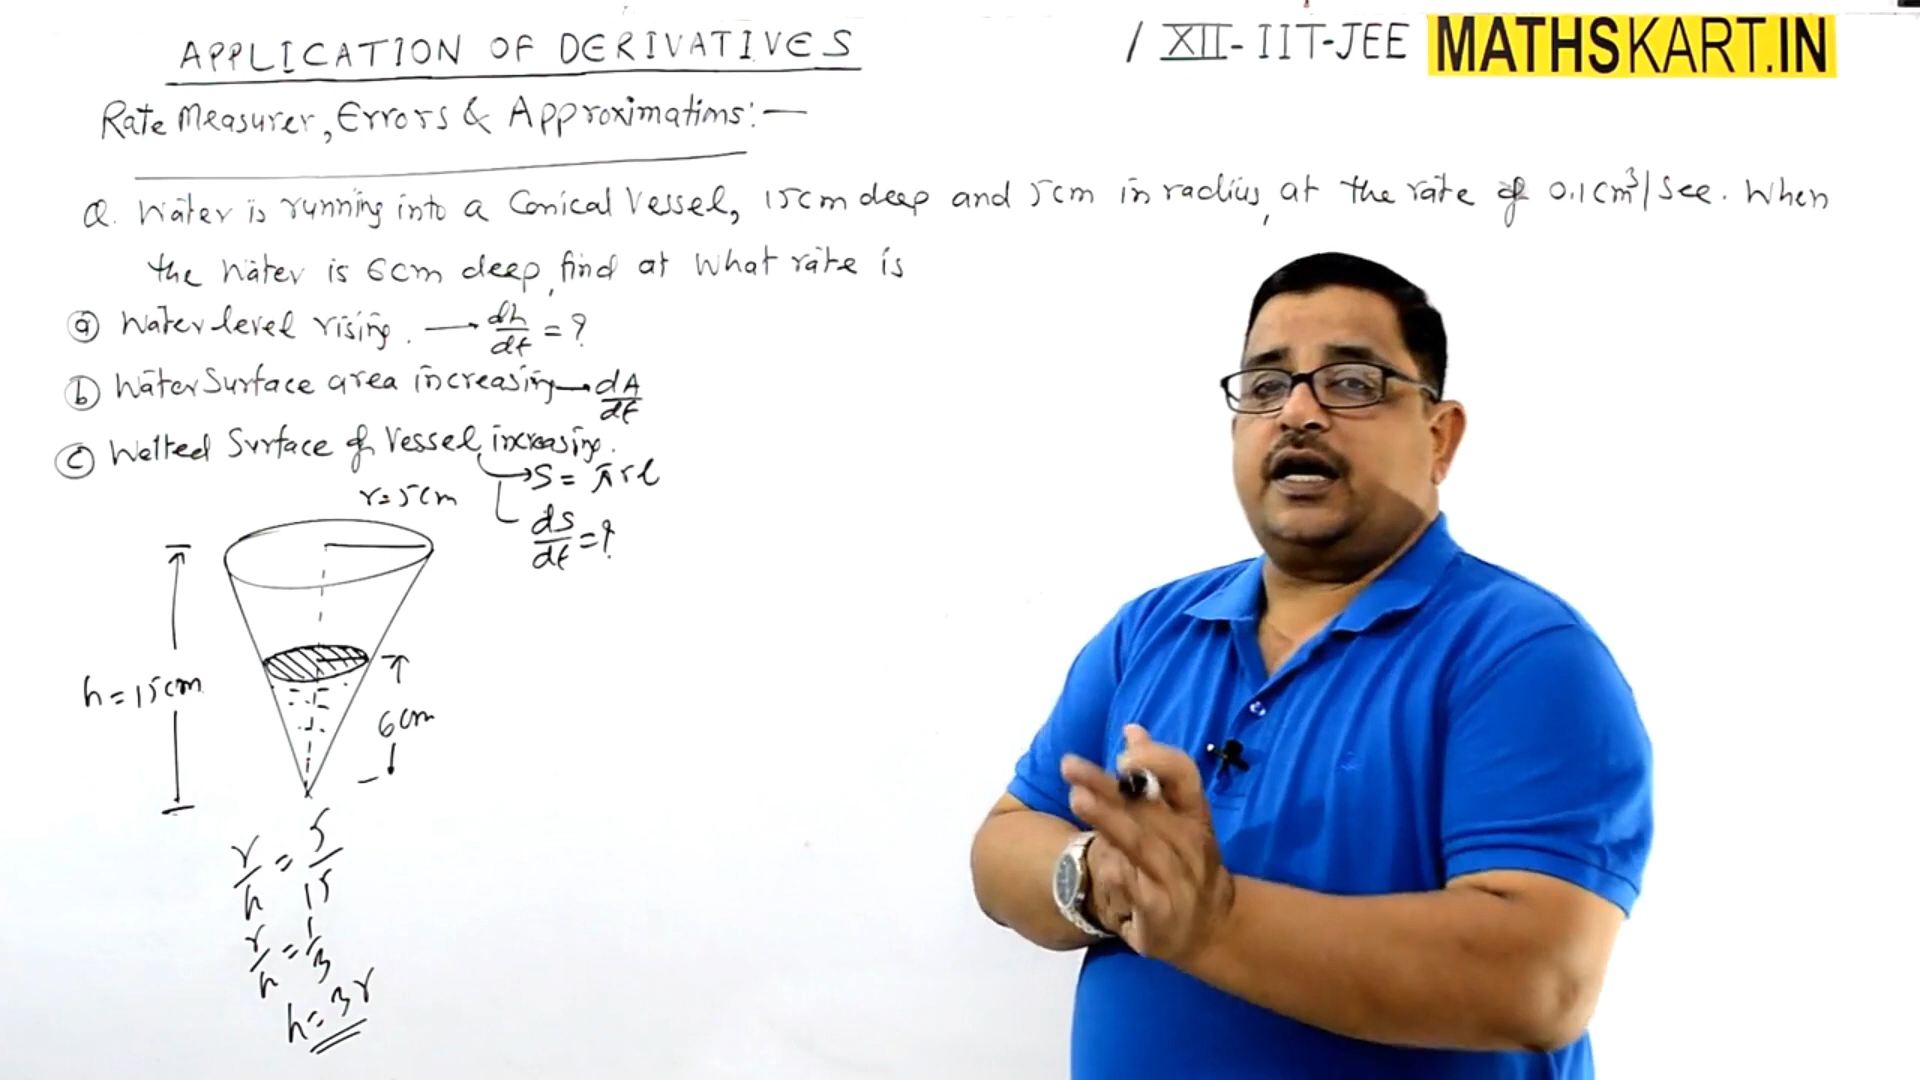 APPLICATION OF DERIVATIVES / XII-IIT-JEE MATHSKART.IN
Rate Measurer, Errors & Approximations:—
Q. Water is running into a Conical Vessel, 15cm deep and 5cm in radius, at the rate of 0.1cm³/Sec. When
the water is 6cm deep, find at what rate is
(a) Water level rising. → dh/dt = ?
(b) Water Surface area increasing → dA/dt
(c) Wetted Surface of Vessel increasing.
→ S = πrl
r=5cm
dS/dt = ?
h=15cm
6cm
r/h = 5/15
r/h = 1/3
h=3r